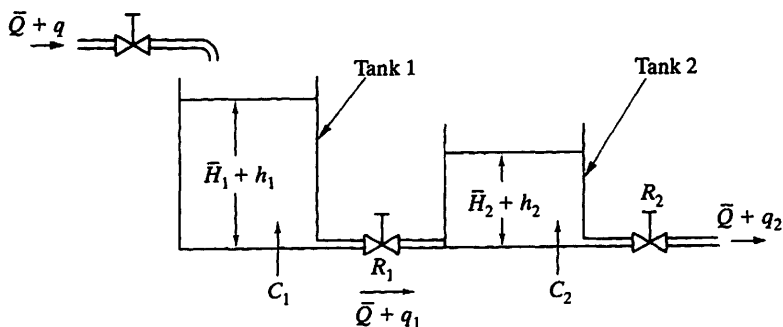 Q̄ + q
Tank 1
Tank 2
H̄₁ + h₁
H̄₂ + h₂
R₂
Q̄ + q₂
R₁
C₁
C₂
Q̄ + q₁